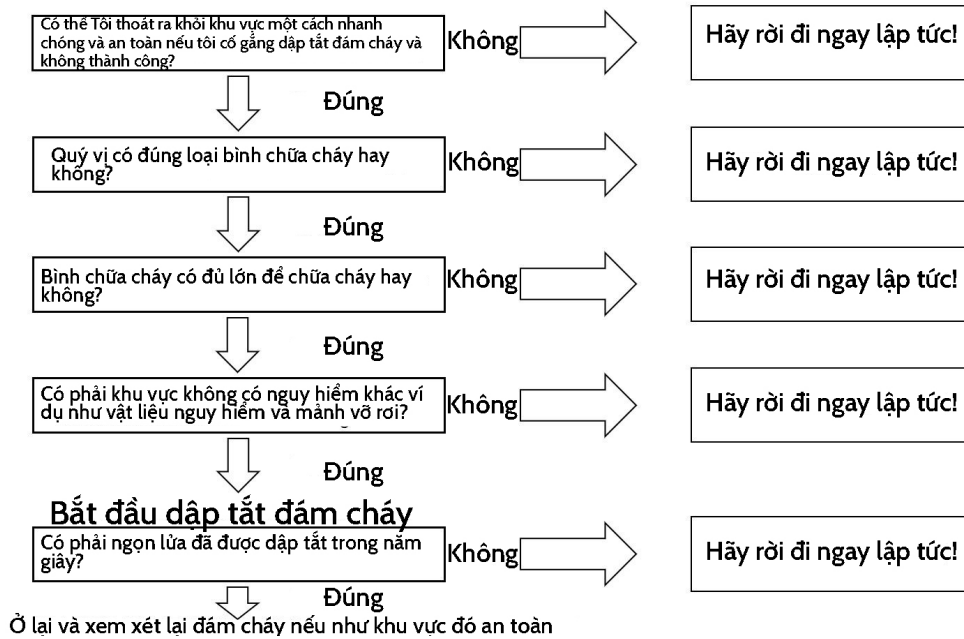 Có thể Tôi thoát ra khỏi khu vực một cách nhanh
chóng và an toàn nếu tôi cố gắng dập tắt đám cháy và
không thành công?
Không
Hãy rời đi ngay lập tức!
Đúng
Quý vị có đúng loại bình chữa cháy hay
không?
Không
Hãy rời đi ngay lập tức!
Đúng
Bình chữa cháy có đủ lớn để chữa cháy hay
không?
Không
Hãy rời đi ngay lập tức!
Đúng
Có phải khu vực không có nguy hiểm khác ví
dụ như vật liệu nguy hiểm và mảnh vỡ rơi?
Không
Hãy rời đi ngay lập tức!
Đúng
Bắt đầu dập tắt đám cháy
Có phải ngọn lửa đã được dập tắt trong năm
giây?
Không
Hãy rời đi ngay lập tức!
Đúng
Ở lại và xem xét lại đám cháy nếu như khu vực đó an toàn